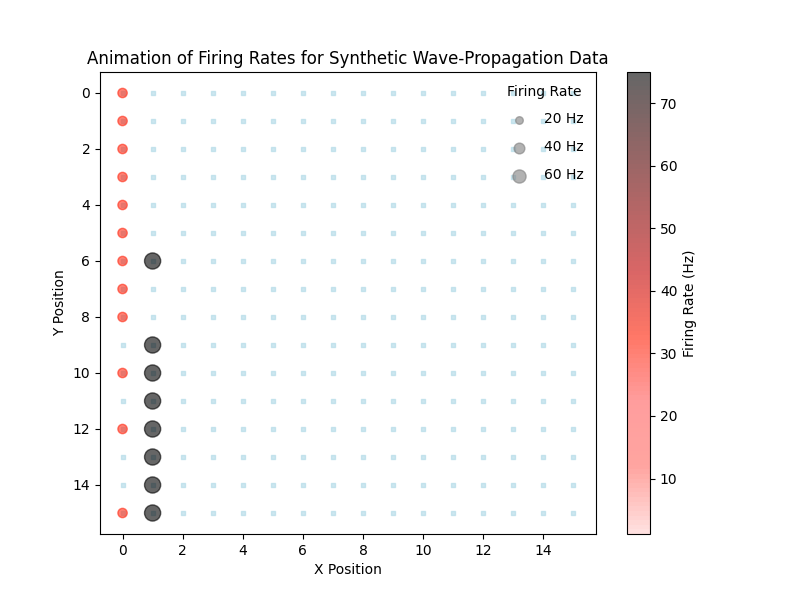 Animation of Firing Rates for Synthetic Wave-Propagation Data
Firing Rate
20 Hz
40 Hz
60 Hz
0
2
4
6
8
10
12
14
Y Position
0 2 4 6 8 10 12 14
X Position
70
60
50
40
30
20
10
Firing Rate (Hz)